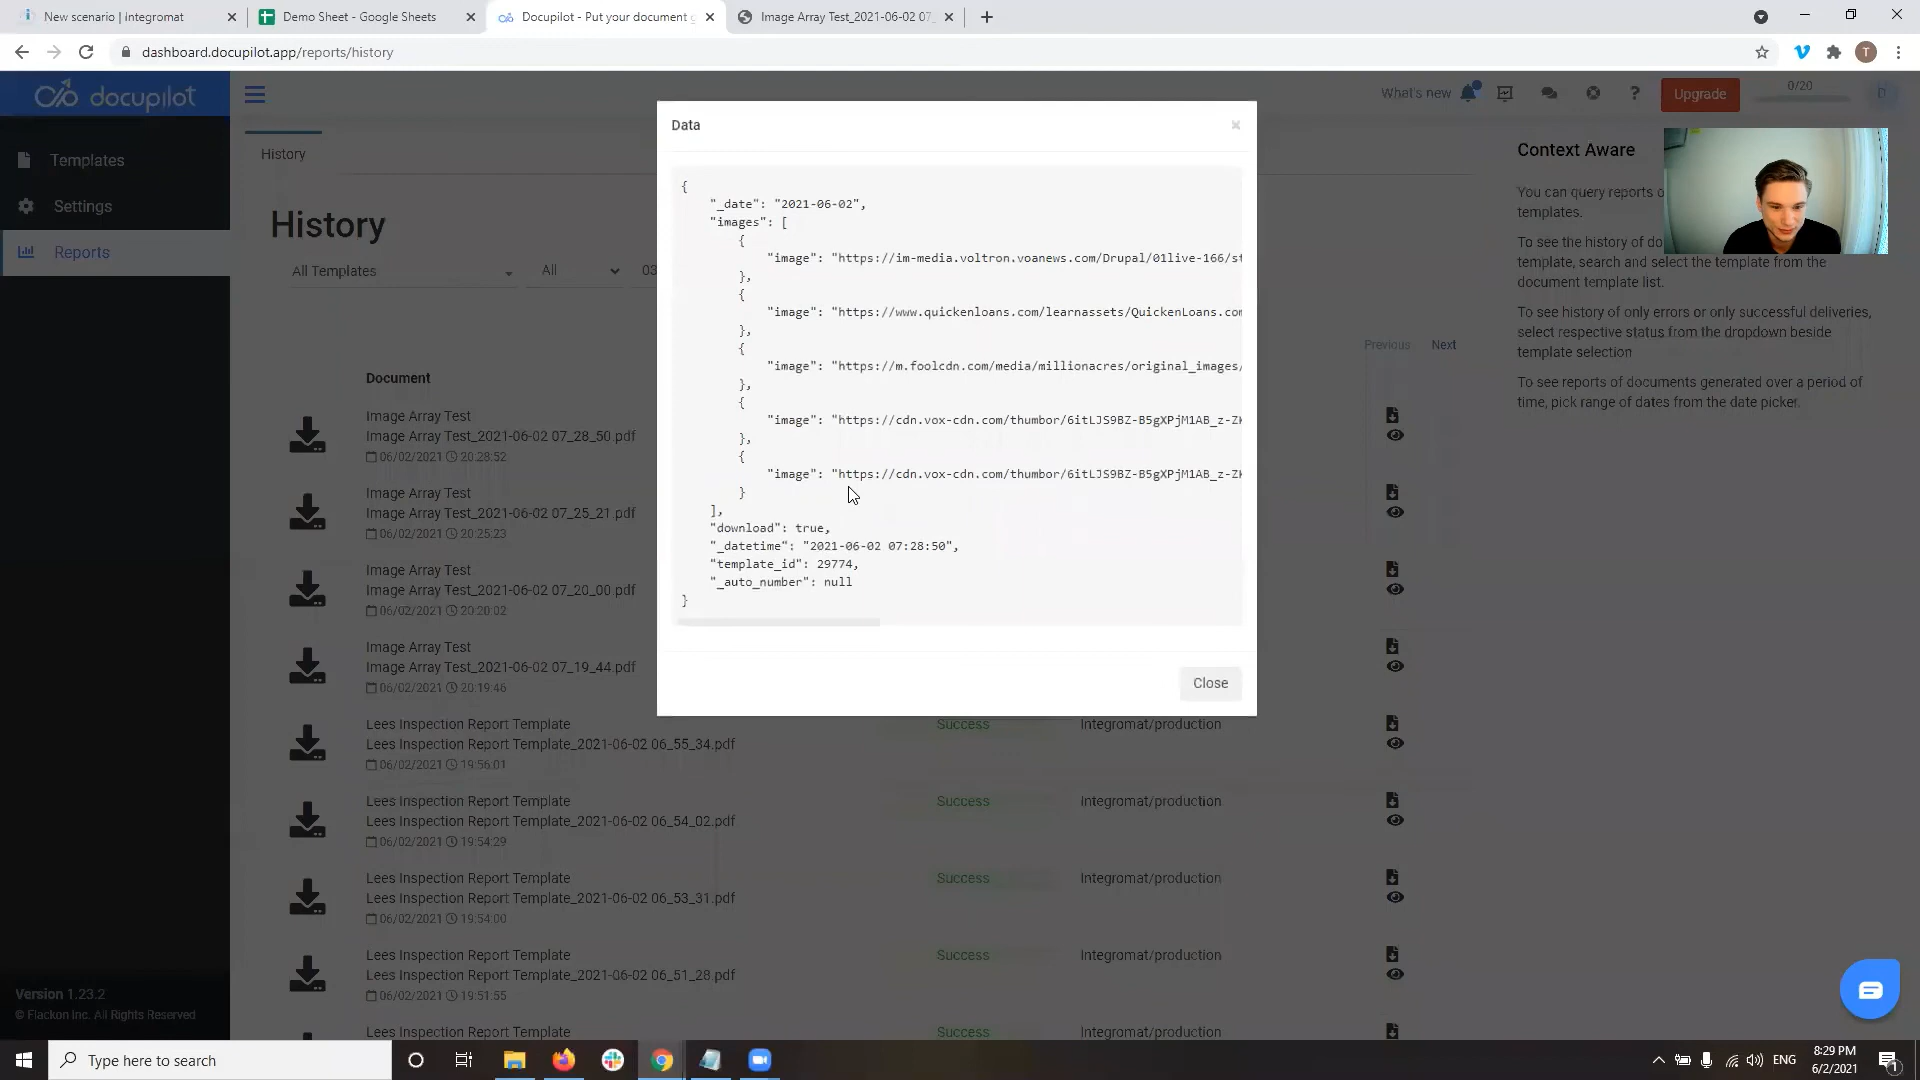 New scenario | Integromat
Demo Sheet - Google Sheets
Docupilot - Put your document g
Image Array Test_2021-06-02 07_
dashboard.docupilot.app/reports/history
T
docupilot
What's new
?
Upgrade
0/20
D
Templates
Settings
Reports
Version 1.23.2
© Flackon Inc. All Rights Reserved
History
History
All Templates
All
03
Previous
Next
Document
Image Array Test
Image Array Test_2021-06-02 07_28_50.pdf
06/02/2021 20:28:52
Image Array Test
Image Array Test_2021-06-02 07_25_21.pdf
06/02/2021 20:25:23
Image Array Test
Image Array Test_2021-06-02 07_20_00.pdf
06/02/2021 20:20:02
Image Array Test
Image Array Test_2021-06-02 07_19_44.pdf
06/02/2021 20:19:46
Lees Inspection Report Template
Lees Inspection Report Template_2021-06-02 06_55_34.pdf
06/02/2021 19:56:01
Success
Integromat/production
Lees Inspection Report Template
Lees Inspection Report Template_2021-06-02 06_54_02.pdf
06/02/2021 19:54:29
Success
Integromat/production
Lees Inspection Report Template
Lees Inspection Report Template_2021-06-02 06_53_31.pdf
06/02/2021 19:54:00
Success
Integromat/production
Lees Inspection Report Template
Lees Inspection Report Template_2021-06-02 06_51_28.pdf
06/02/2021 19:51:55
Success
Integromat/production
Lees Inspection Report Template
Success
Integromat/production
Data
{
"_date": "2021-06-02",
"images": [
{
"image": "https://im-media.voltron.voanews.com/Drupal/01live-166/st
},
{
"image": "https://www.quickenloans.com/learnassets/QuickenLoans.com
},
{
"image": "https://m.foolcdn.com/media/millionacres/original_images/
},
{
"image": "https://cdn.vox-cdn.com/thumbor/6itLJS9BZ-B5gXPjM1AB_z-ZK
},
{
"image": "https://cdn.vox-cdn.com/thumbor/6itLJS9BZ-B5gXPjM1AB_z-ZK
}
],
"download": true,
"_datetime": "2021-06-02 07:28:50",
"template_id": 29774,
"_auto_number": null
}
Close
Context Aware
You can query reports o
templates.
To see the history of do
template, search and select the template from the
document template list.
To see history of only errors or only successful deliveries,
select respective status from the dropdown beside
template selection
To see reports of documents generated over a period of
time, pick range of dates from the date picker.
Type here to search
ENG
8:29 PM
6/2/2021
1